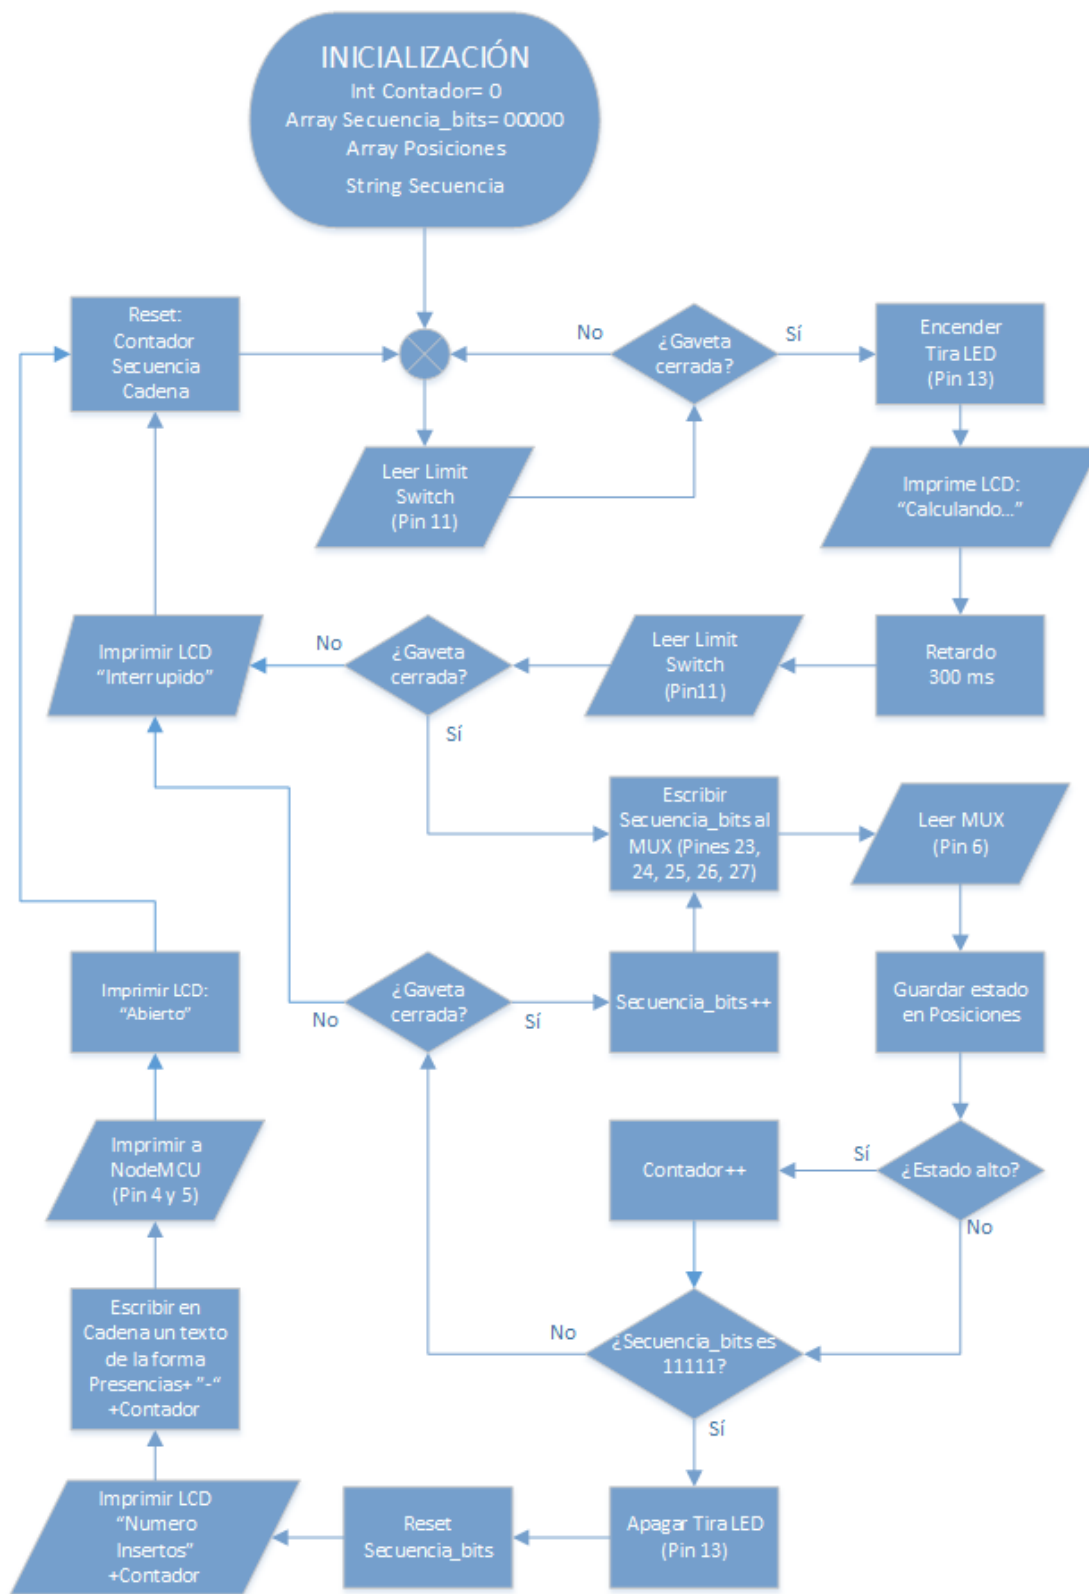 INICIALIZACIÓN
Int Contador= 0
Array Secuencia_bits= 00000
Array Posiciones
String Secuencia
Reset:
Contador
Secuencia
Cadena
No
¿Gaveta
cerrada?
Sí
Encender
Tira LED
(Pin 13)
Leer Limit
Switch
(Pin 11)
Imprime LCD:
“Calculando...”
Imprimir LCD
“Interrupido”
No
¿Gaveta
cerrada?
Sí
Leer Limit
Switch
(Pin11)
Retardo
300 ms
Escribir
Secuencia_bits al
MUX (Pines 23,
24, 25, 26, 27)
Leer MUX
(Pin 6)
Imprimir LCD:
“Abierto”
No
¿Gaveta
cerrada?
Sí
Secuencia_bits ++
Guardar estado
en Posiciones
Imprimir a
NodeMCU
(Pin 4 y 5)
Contador++
Sí
¿Estado alto?
No
Escribir en
Cadena un texto
de la forma
Presencias+ ”-“
+Contador
No
¿Secuencia_bits es
11111?
Sí
Imprimir LCD
“Numero
Insertos”
+Contador
Reset
Secuencia_bits
Apagar Tira LED
(Pin 13)